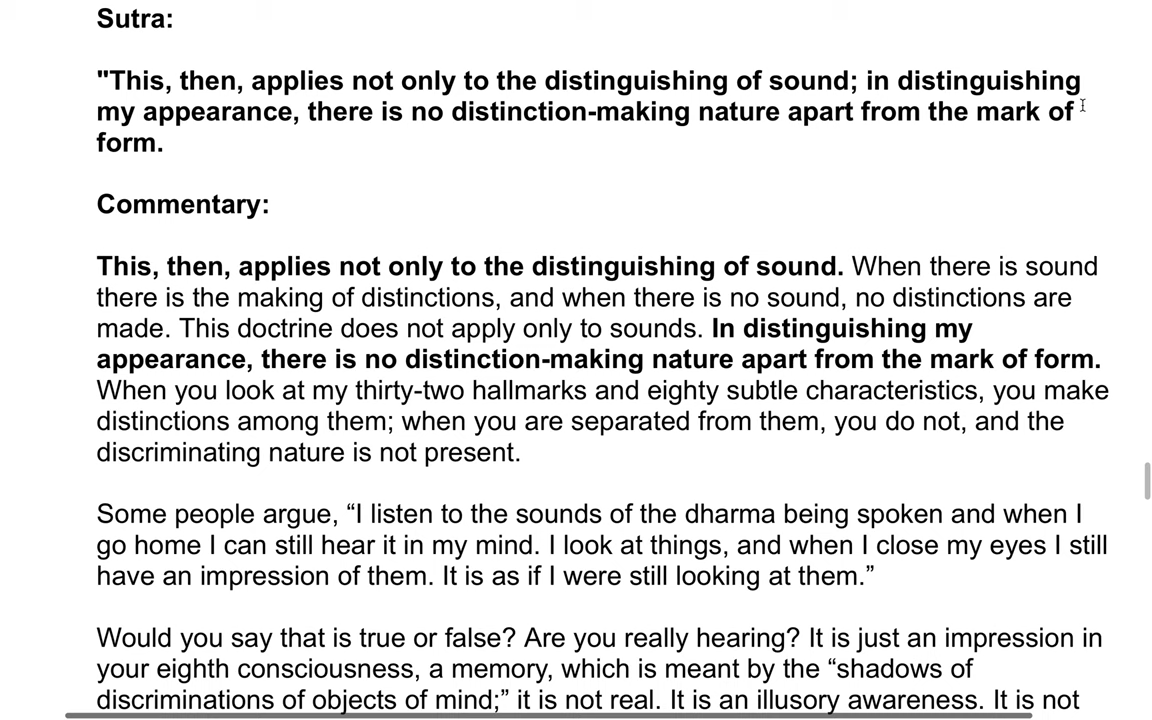 Sutra:
"This, then, applies not only to the distinguishing of sound; in distinguishing
my appearance, there is no distinction-making nature apart from the mark of
form.
Commentary:
This, then, applies not only to the distinguishing of sound. When there is sound
there is the making of distinctions, and when there is no sound, no distinctions are
made. This doctrine does not apply only to sounds. In distinguishing my
appearance, there is no distinction-making nature apart from the mark of form.
When you look at my thirty-two hallmarks and eighty subtle characteristics, you make
distinctions among them; when you are separated from them, you do not, and the
discriminating nature is not present.
Some people argue, “I listen to the sounds of the dharma being spoken and when I
go home I can still hear it in my mind. I look at things, and when I close my eyes I still
have an impression of them. It is as if I were still looking at them.”
Would you say that is true or false? Are you really hearing? It is just an impression in
your eighth consciousness, a memory, which is meant by the “shadows of
discriminations of objects of mind;” it is not real. It is an illusory awareness. It is not